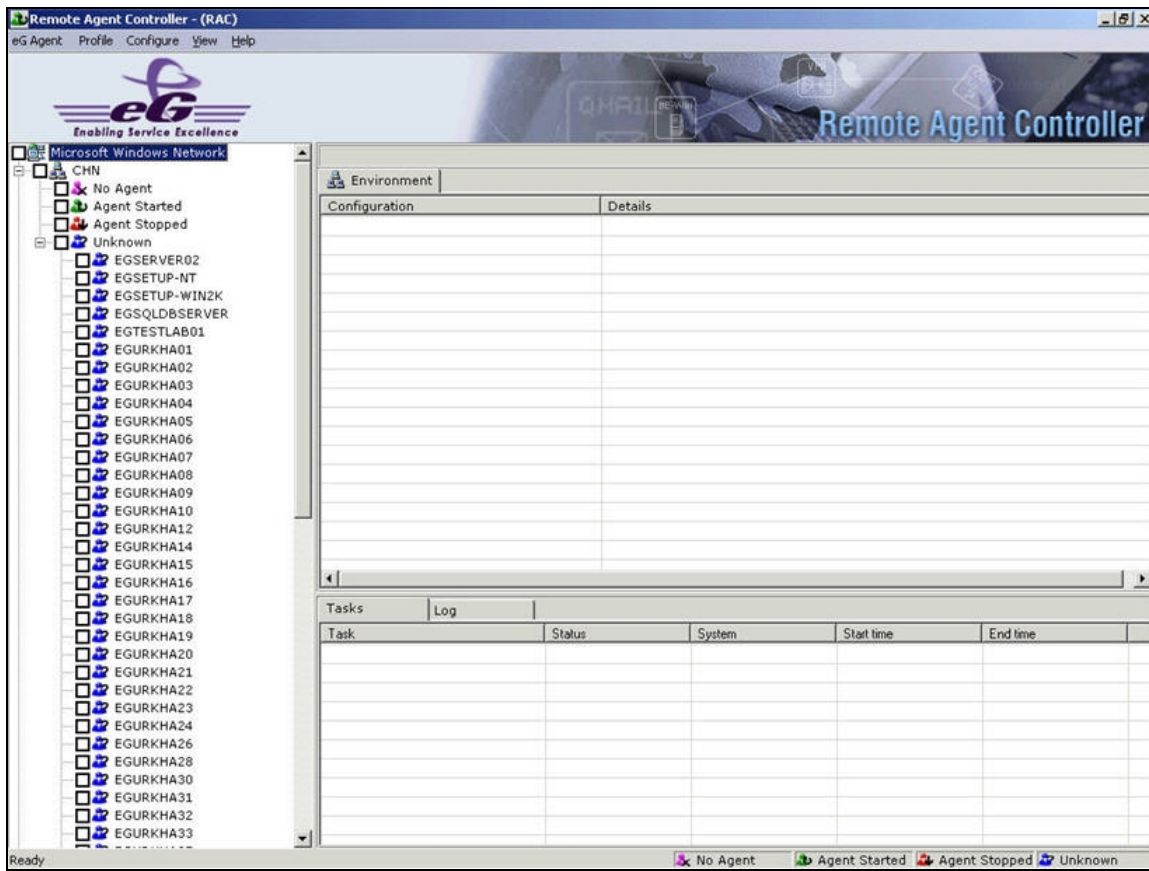 Remote Agent Controller - (RAC)
eG Agent Profile Configure View Help
eG
Enabling Service Excellence
QMAIL
Remote Agent Controller
Microsoft Windows Network
CHN
No Agent
Agent Started
Agent Stopped
Unknown
EGSERVER02
EGSETUP-NT
EGSETUP-WIN2K
EGSQLDBSERVER
EGTESTLAB01
EGURKHA01
EGURKHA02
EGURKHA03
EGURKHA04
EGURKHA05
EGURKHA06
EGURKHA07
EGURKHA08
EGURKHA09
EGURKHA10
EGURKHA12
EGURKHA14
EGURKHA15
EGURKHA16
EGURKHA17
EGURKHA18
EGURKHA19
EGURKHA20
EGURKHA21
EGURKHA22
EGURKHA23
EGURKHA24
EGURKHA26
EGURKHA28
EGURKHA30
EGURKHA31
EGURKHA32
EGURKHA33
Environment
Configuration Details
Tasks Log
Task Status System Start time End time
Ready No Agent Agent Started Agent Stopped Unknown